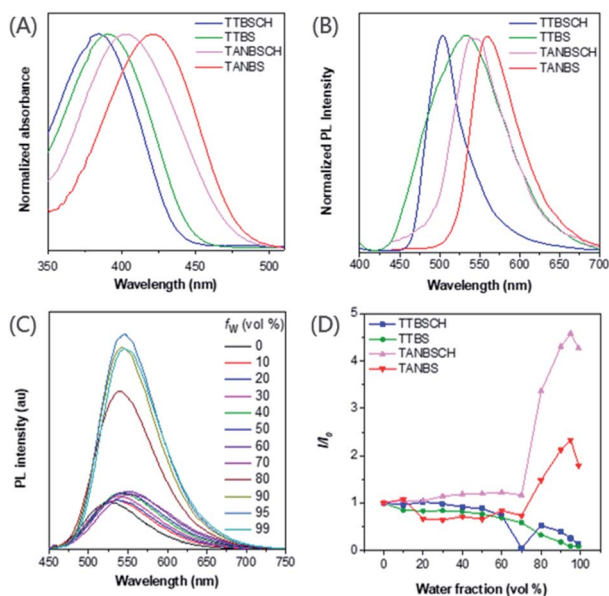 (A)
TTBSCH
TTBS
TANBSCH
TANBS
Normalized absorbance
350 400 450 500
Wavelength (nm)
(B)
TTBSCH
TTBS
TANBSCH
TANBS
Normalized PL Intensity
400 450 500 550 600 650 700
Wavelength (nm)
(C)
fw (vol %)
0
10
20
30
40
50
60
70
80
90
95
99
PL intensity (au)
450 500 550 600 650 700 750
Wavelength (nm)
(D)
TTBSCH
TTBS
TANBSCH
TANBS
I/I0
5
4
3
2
1
0
0 20 40 60 80 100
Water fraction (vol %)